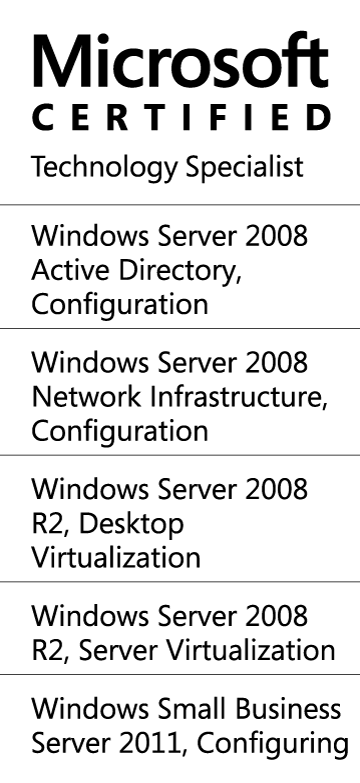 Microsoft
CERTIFIED
Technology Specialist
Windows Server 2008
Active Directory,
Configuration
Windows Server 2008
Network Infrastructure,
Configuration
Windows Server 2008
R2, Desktop
Virtualization
Windows Server 2008
R2, Server Virtualization
Windows Small Business
Server 2011, Configuring